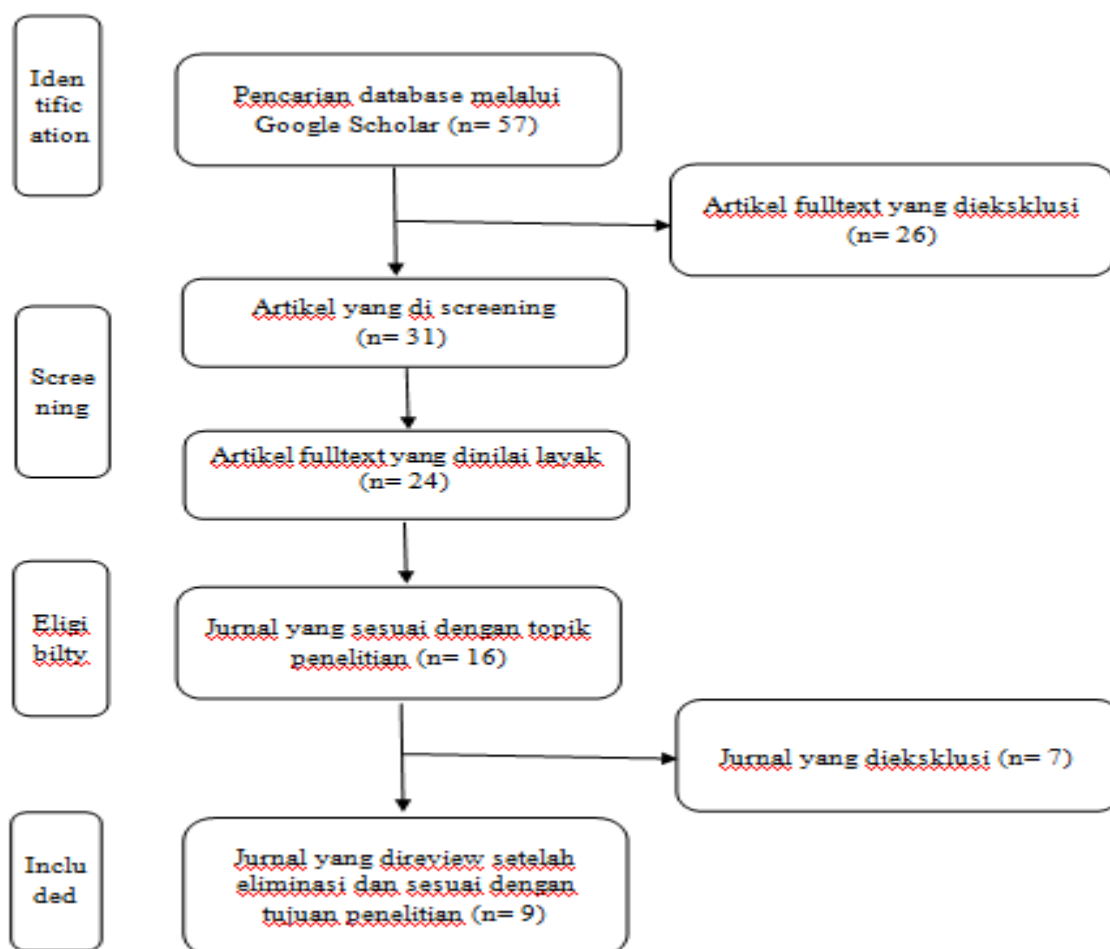 Iden
tific
ation
Pencarian database melalui
Google Scholar (n= 57)
Artikel fulltext yang dieksklusi
(n= 26)
Artikel yang di screening
(n= 31)
Scree
ning
Artikel fulltext yang dinilai layak
(n= 24)
Eligi
bilty
Jurnal yang sesuai dengan topik
penelitian (n= 16)
Jurnal yang dieksklusi (n= 7)
Inclu
ded
Jurnal yang direview setelah
eliminasi dan sesuai dengan
tujuan penelitian (n= 9)